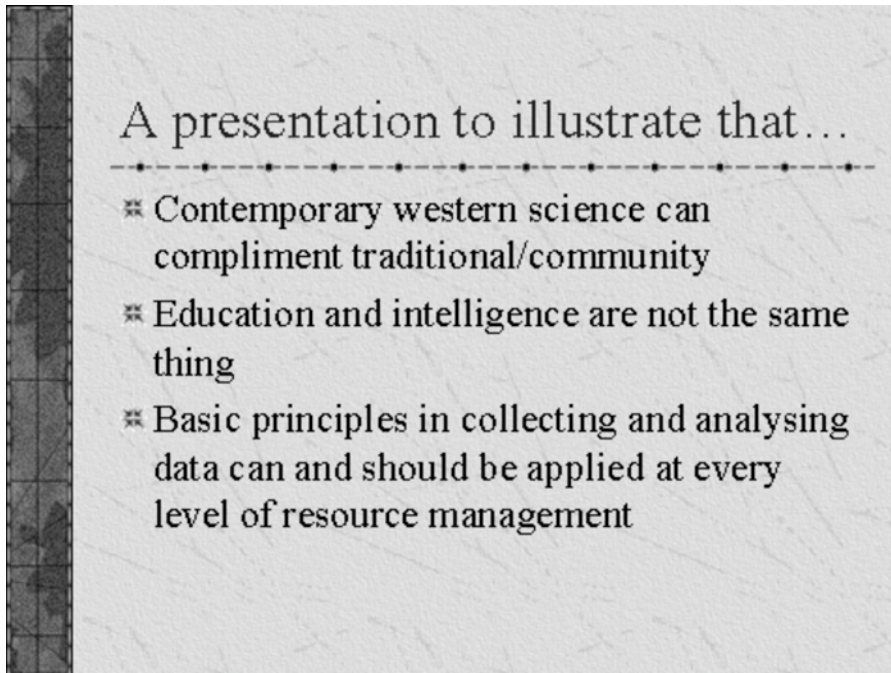 A presentation to illustrate that...
Contemporary western science can
compliment traditional/community
Education and intelligence are not the same
thing
Basic principles in collecting and analysing
data can and should be applied at every
level of resource management